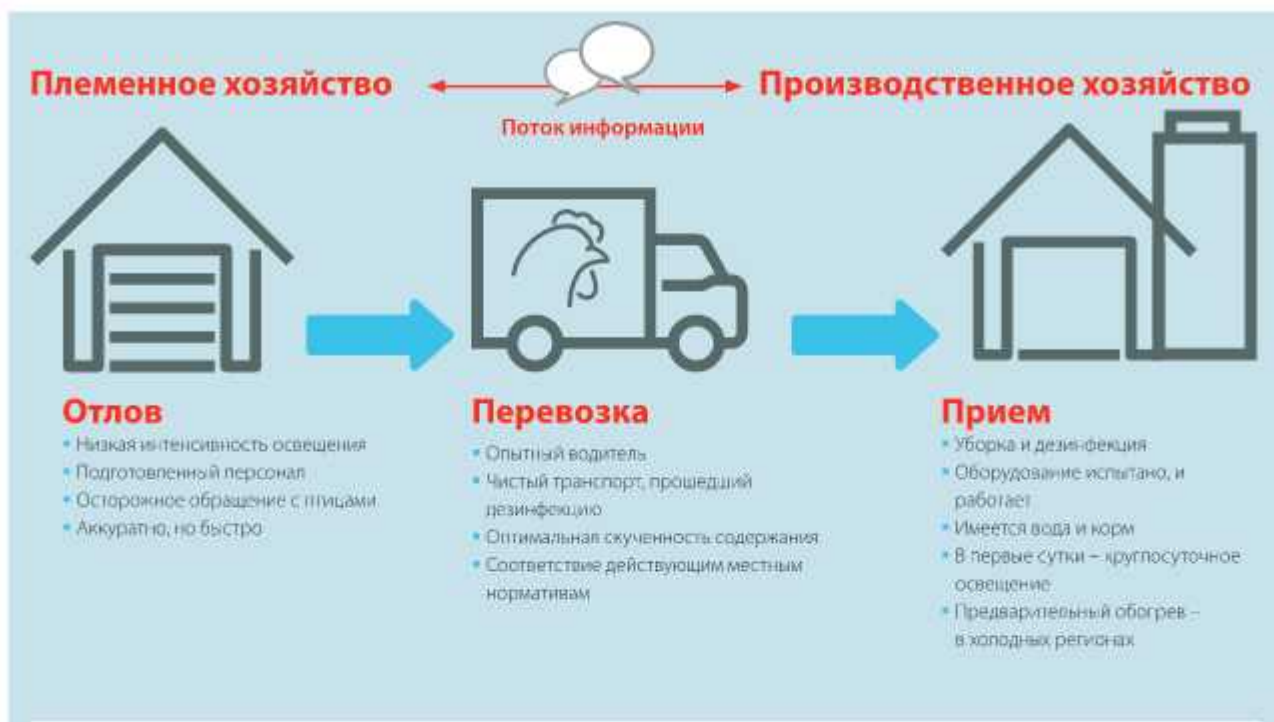 Племенное хозяйство
Производственное хозяйство
Поток информации
Отлов
• Низкая интенсивность освещения
• Подготовленный персонал
• Осторожное обращение с птицами
• Аккуратно, но быстро
Перевозка
• Опытный водитель
• Чистый транспорт, прошедший
дезинфекцию
• Оптимальная скученность содержания
• Соответствие действующим местным
нормативам
Прием
• Уборка и дезинфекция
• Оборудование испытано, и
работает
• Имеется вода и корм
• В первые сутки – круглосуточное
освещение
• Предварительный обогрев –
в холодных регионах